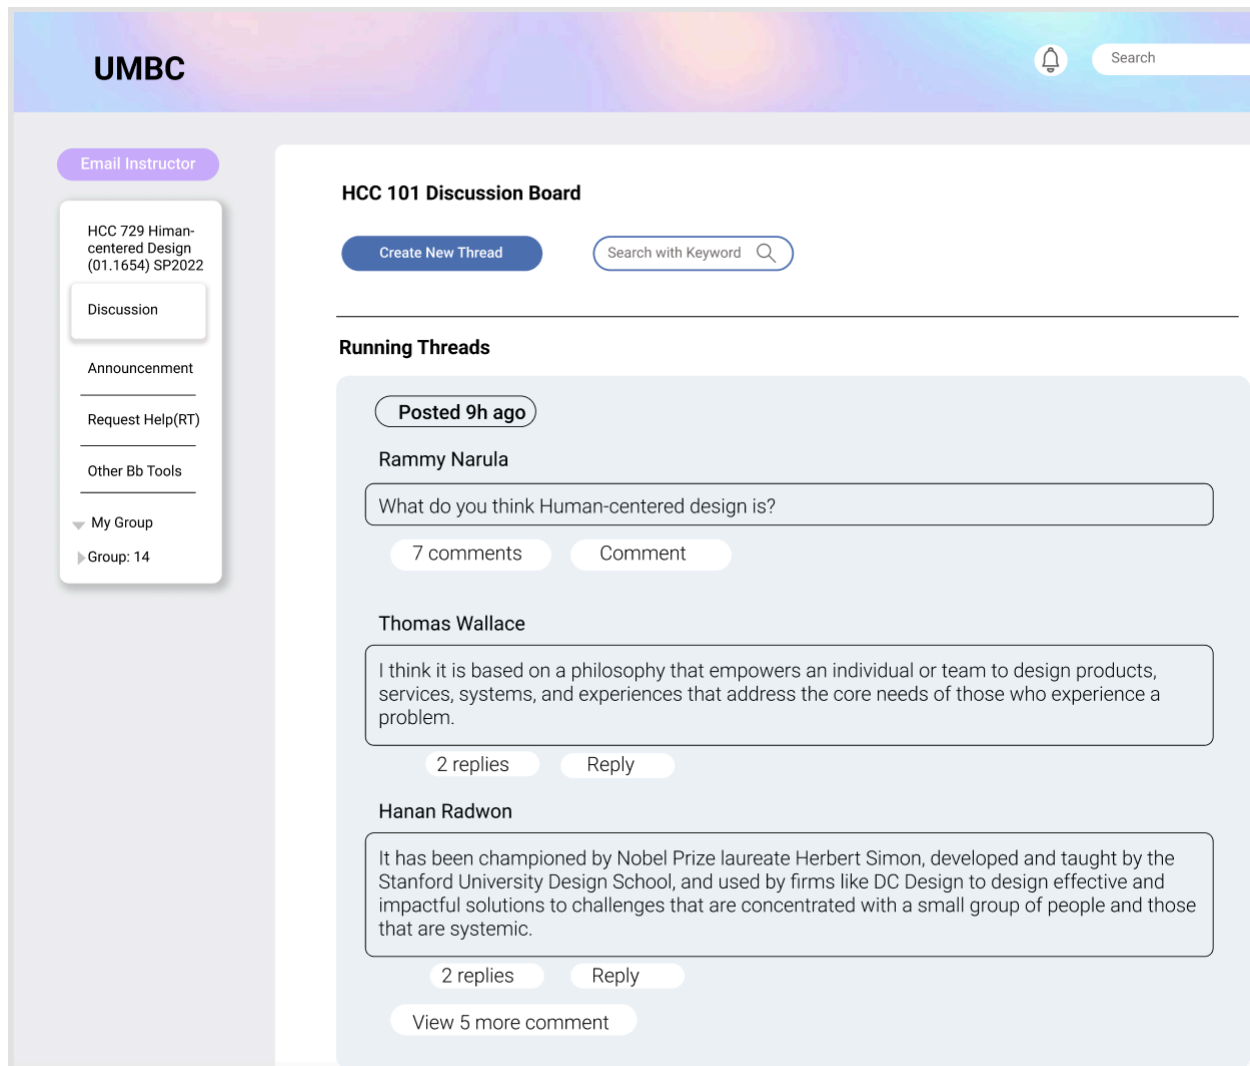 UMBC
Search
Email Instructor
HCC 729 Himan-
centered Design
(01.1654) SP2022
Discussion
Announcenment
Request Help(RT)
Other Bb Tools
My Group
Group: 14
HCC 101 Discussion Board
Create New Thread
Search with Keyword
Running Threads
Posted 9h ago
Rammy Narula
What do you think Human-centered design is?
7 comments
Comment
Thomas Wallace
I think it is based on a philosophy that empowers an individual or team to design products,
services, systems, and experiences that address the core needs of those who experience a
problem.
2 replies
Reply
Hanan Radwon
It has been championed by Nobel Prize laureate Herbert Simon, developed and taught by the
Stanford University Design School, and used by firms like DC Design to design effective and
impactful solutions to challenges that are concentrated with a small group of people and those
that are systemic.
2 replies
Reply
View 5 more comment